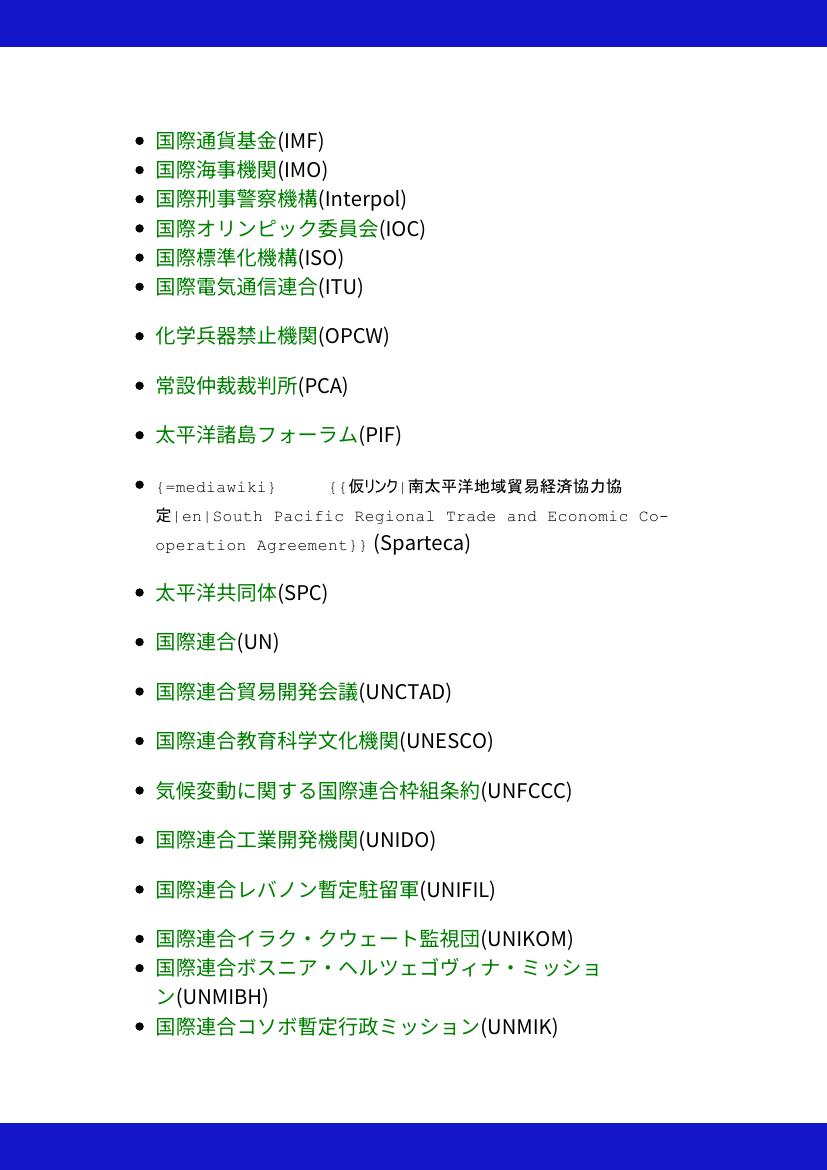 国際通貨基金(IMF)
国際海事機関(IMO)
国際刑事警察機構(Interpol)
国際オリンピック委員会(IOC)
国際標準化機構(ISO)
国際電気通信連合(ITU)
化学兵器禁止機関(OPCW)
常設仲裁裁判所(PCA)
太平洋諸島フォーラム(PIF)
{=mediawiki} {{仮リンク|南太平洋地域貿易経済協力協
定|en|South Pacific Regional Trade and Economic Co-
operation Agreement}} (Sparteca)
太平洋共同体(SPC)
国際連合(UN)
国際連合貿易開発会議(UNCTAD)
国際連合教育科学文化機関(UNESCO)
気候変動に関する国際連合枠組条約(UNFCCC)
国際連合工業開発機関(UNIDO)
国際連合レバノン暫定駐留軍(UNIFIL)
国際連合イラク・クウェート監視団(UNIKOM)
国際連合ボスニア・ヘルツェゴヴィナ・ミッショ
ン(UNMIBH)
国際連合コソボ暫定行政ミッション(UNMIK)